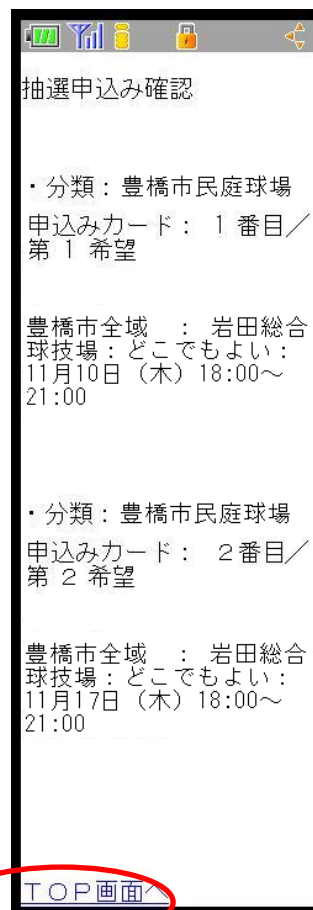 抽選申込み確認
・分類：豊橋市民庭球場
申込みカード： １番目／
第 １ 希望
豊橋市全域 ： 岩田総合
球技場：どこでもよい：
11月10日（木）18:00～
21:00
・分類：豊橋市民庭球場
申込みカード： ２番目／
第 ２ 希望
豊橋市全域 ： 岩田総合
球技場：どこでもよい：
11月17日（木）18:00～
21:00
ＴＯＰ画面へ